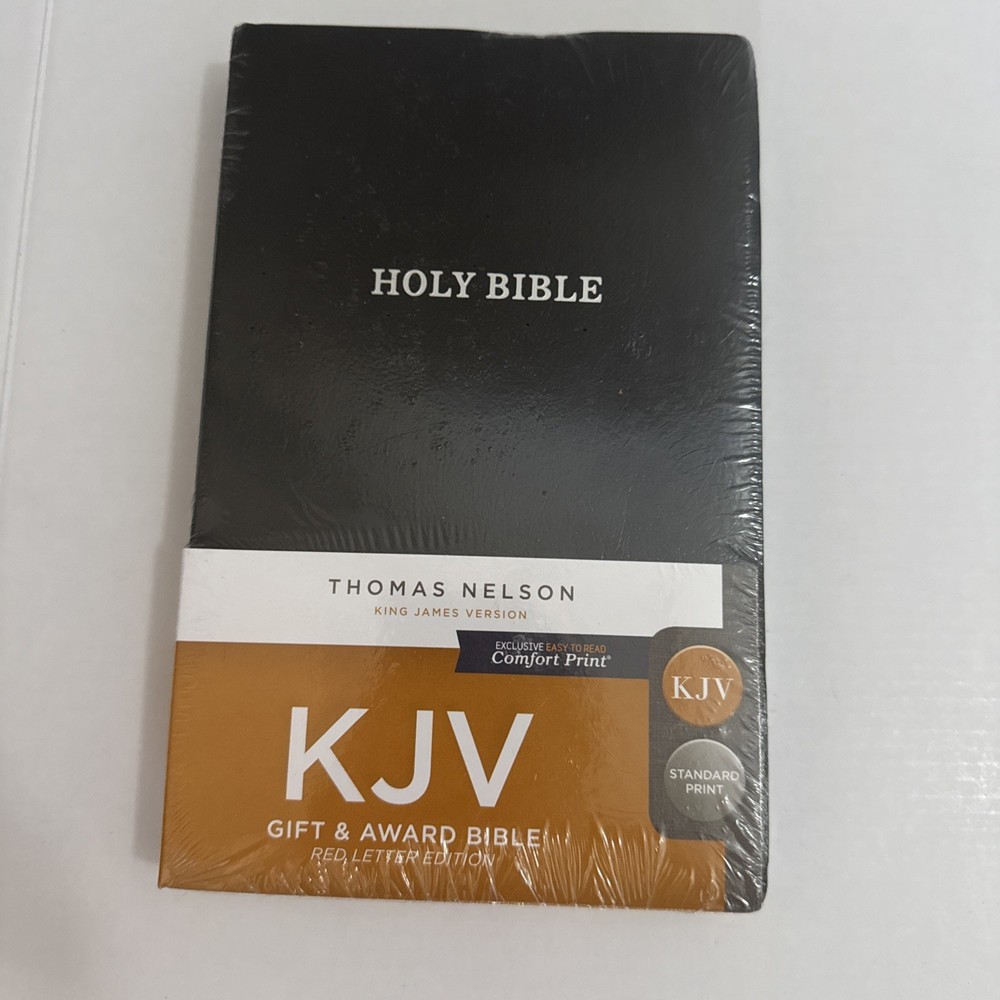 HOLY BIBLE
THOMAS NELSON
KING JAMES VERSION
EXCLUSIVE EASY-TO READ
Comfort Print®
KJV
STANDARD
PRINT
KJV
GIFT & AWARD BIBLE
RED LETTER EDITION